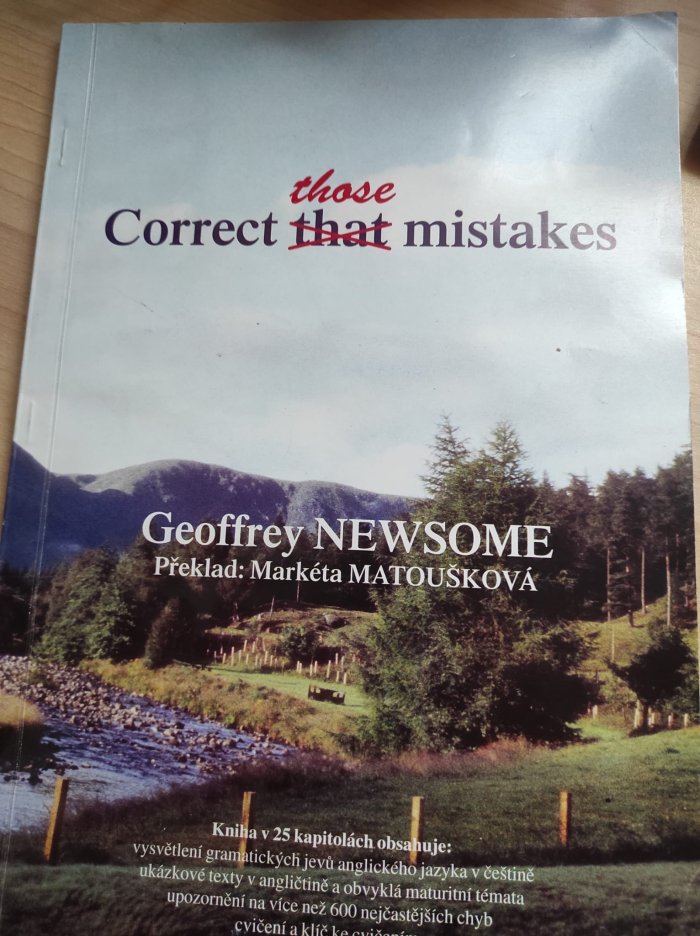 those
Correct that mistakes
Geoffrey NEWSOME
Překlad: Markéta MATOUŠKOVÁ
Kniha v 25 kapitolách obsahuje:
vysvětlení gramatických jevů anglického jazyka v češtině
ukázkové texty v angličtině a obvyklá maturitní témata
upozornění na více než 600 nejčastějších chyb
cvičení a klíč ke cvičením